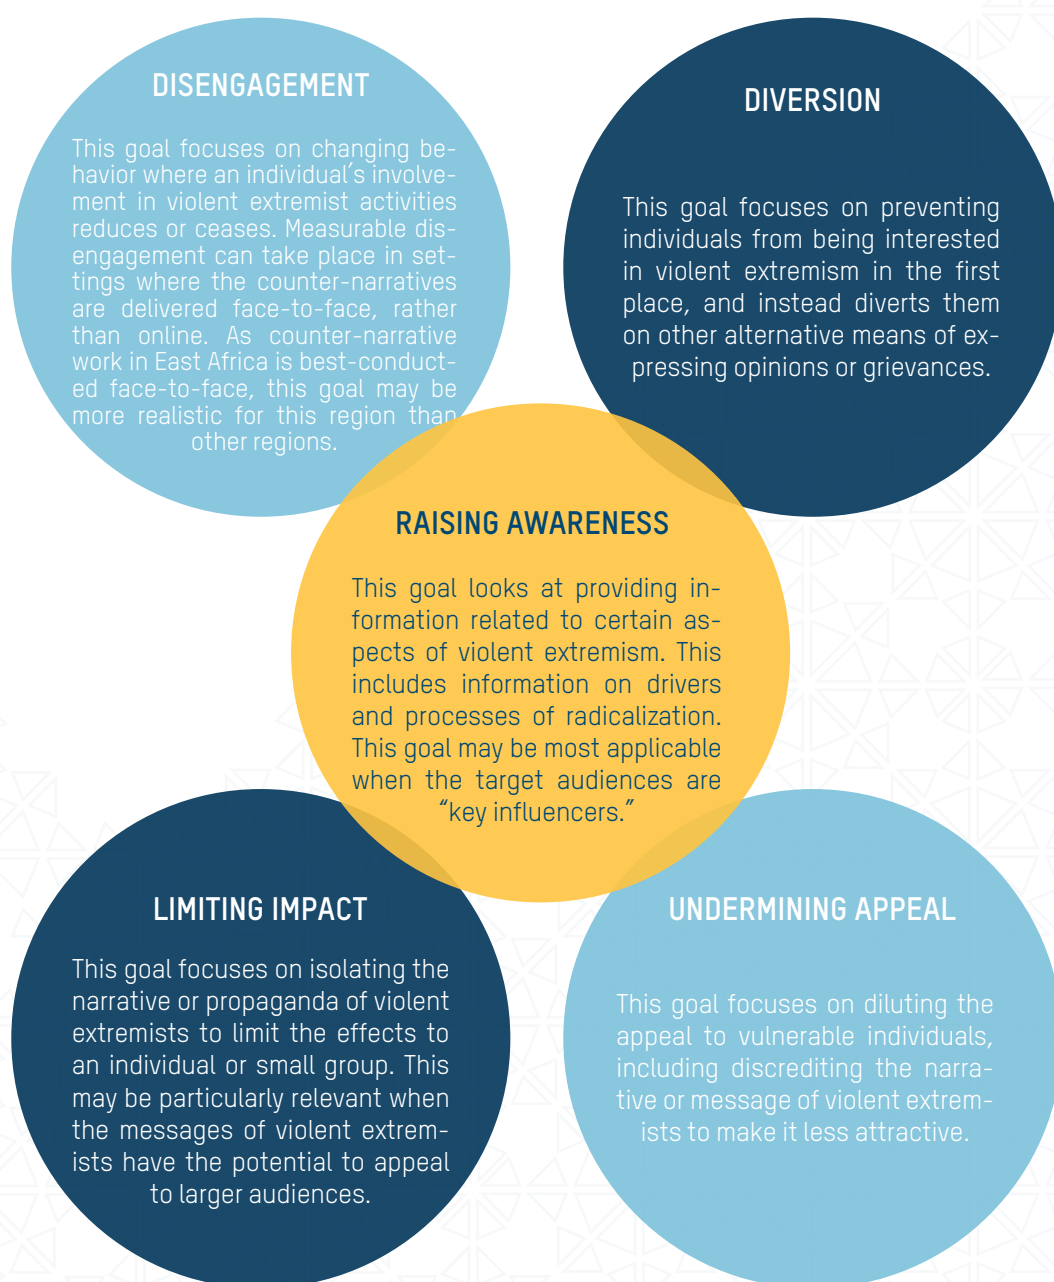 DISENGAGEMENT
This goal focuses on changing be-
havior where an individual's involve-
ment in violent extremist activities
reduces or ceases. Measurable dis-
engagement can take place in set-
tings where the counter-narratives
are delivered face-to-face, rather
than online. As counter-narrative
work in East Africa is best-conduct-
ed face-to-face, this goal may be
more realistic for this region than
other regions.
DIVERSION
This goal focuses on preventing
individuals from being interested
in violent extremism in the first
place, and instead diverts them
on other alternative means of ex-
pressing opinions or grievances.
RAISING AWARENESS
This goal looks at providing in-
formation related to certain as-
pects of violent extremism. This
includes information on drivers
and processes of radicalization.
This goal may be most applicable
when the target audiences are
“key influencers.”
LIMITING IMPACT
This goal focuses on isolating the
narrative or propaganda of violent
extremists to limit the effects to
an individual or small group. This
may be particularly relevant when
the messages of violent extrem-
ists have the potential to appeal
to larger audiences.
UNDERMINING APPEAL
This goal focuses on diluting the
appeal to vulnerable individuals,
including discrediting the narra-
tive or message of violent extrem-
ists to make it less attractive.